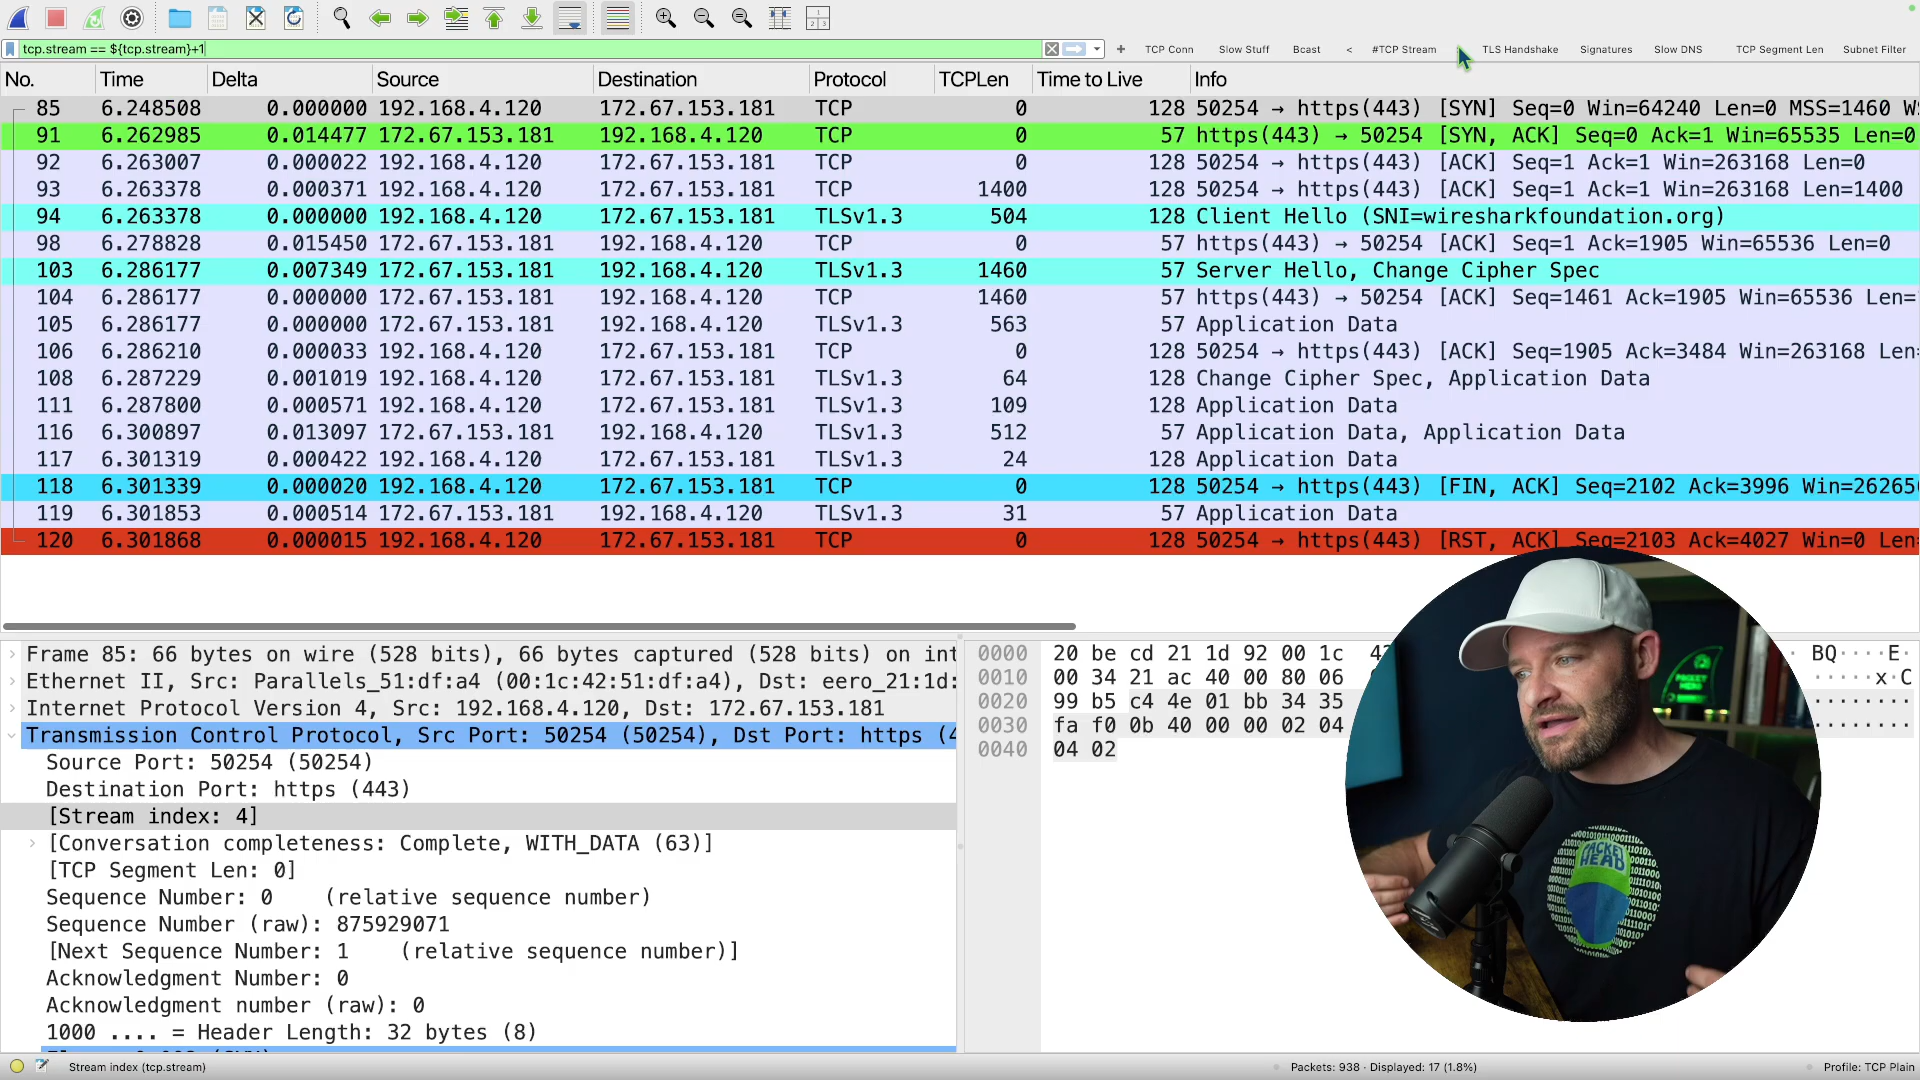 tcp.stream == ${tcp.stream}+1
TCP Conn Slow Stuff Bcast < #TCP Stream TLS Handshake Signatures Slow DNS TCP Segment Len Subnet Filter
No. Time Delta Source Destination Protocol TCPLen Time to Live Info
85 6.248508 0.000000 192.168.4.120 172.67.153.181 TCP 0 128 50254 → https(443) [SYN] Seq=0 Win=64240 Len=0 MSS=1460
91 6.262985 0.014477 172.67.153.181 192.168.4.120 TCP 0 57 https(443) → 50254 [SYN, ACK] Seq=0 Ack=1 Win=65535 Len=0
92 6.263007 0.000022 192.168.4.120 172.67.153.181 TCP 0 128 50254 → https(443) [ACK] Seq=1 Ack=1 Win=263168 Len=0
93 6.263378 0.000371 192.168.4.120 172.67.153.181 TCP 1400 128 50254 → https(443) [ACK] Seq=1 Ack=1 Win=263168 Len=1400
94 6.263378 0.000000 192.168.4.120 172.67.153.181 TLSv1.3 504 128 Client Hello (SNI=wiresharkfoundation.org)
98 6.278828 0.015450 172.67.153.181 192.168.4.120 TCP 0 57 https(443) → 50254 [ACK] Seq=1 Ack=1905 Win=65536 Len=0
103 6.286177 0.007349 172.67.153.181 192.168.4.120 TLSv1.3 1460 57 Server Hello, Change Cipher Spec
104 6.286177 0.000000 172.67.153.181 192.168.4.120 TCP 1460 57 https(443) → 50254 [ACK] Seq=1461 Ack=1905 Win=65536 Len=
105 6.286177 0.000000 172.67.153.181 192.168.4.120 TLSv1.3 563 57 Application Data
106 6.286210 0.000033 192.168.4.120 172.67.153.181 TCP 0 128 50254 → https(443) [ACK] Seq=1905 Ack=3484 Win=263168 Len
108 6.287229 0.001019 192.168.4.120 172.67.153.181 TLSv1.3 64 128 Change Cipher Spec, Application Data
111 6.287800 0.000571 192.168.4.120 172.67.153.181 TLSv1.3 109 128 Application Data
116 6.300897 0.013097 172.67.153.181 192.168.4.120 TLSv1.3 512 57 Application Data, Application Data
117 6.301319 0.000422 192.168.4.120 172.67.153.181 TLSv1.3 24 128 Application Data
118 6.301339 0.000020 192.168.4.120 172.67.153.181 TCP 0 128 50254 → https(443) [FIN, ACK] Seq=2102 Ack=3996 Win=26265
119 6.301853 0.000514 172.67.153.181 192.168.4.120 TLSv1.3 31 57 Application Data
120 6.301868 0.000015 192.168.4.120 172.67.153.181 TCP 0 128 50254 → https(443) [RST, ACK] Seq=2103 Ack=4027 Win=0 Len
Frame 85: 66 bytes on wire (528 bits), 66 bytes captured (528 bits) on int
Ethernet II, Src: Parallels_51:df:a4 (00:1c:42:51:df:a4), Dst: eero_21:1d:
Internet Protocol Version 4, Src: 192.168.4.120, Dst: 172.67.153.181
Transmission Control Protocol, Src Port: 50254 (50254), Dst Port: https (4
Source Port: 50254 (50254)
Destination Port: https (443)
[Stream index: 4]
[Conversation completeness: Complete, WITH_DATA (63)]
[TCP Segment Len: 0]
Sequence Number: 0 (relative sequence number)
Sequence Number (raw): 875929071
[Next Sequence Number: 1 (relative sequence number)]
Acknowledgment Number: 0
Acknowledgment number (raw): 0
1000 .... = Header Length: 32 bytes (8)
0000 20 be cd 21 1d 92 00 1c BQ····E·
0010 00 34 21 ac 40 00 80 06 ·····x·C
0020 99 b5 c4 4e 01 bb 34 35
0030 fa f0 0b 40 00 00 02 04
0040 04 02
PACKET
HEAD
Stream index (tcp.stream)
Packets: 938 · Displayed: 17 (1.8%)
Profile: TCP Plain